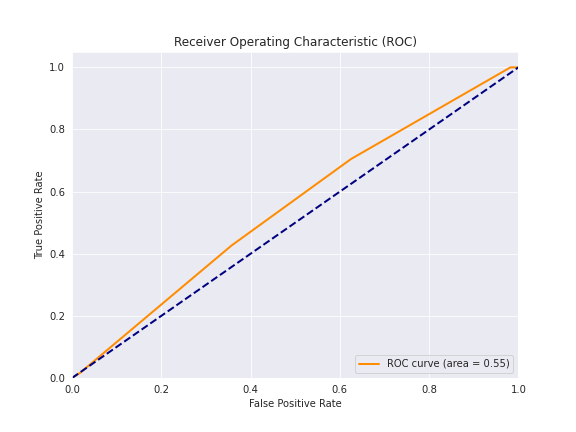 Receiver Operating Characteristic (ROC)
1.0
0.8
0.6
0.4
0.2
0.0
True Positive Rate
ROC curve (area = 0.55)
0.0 0.2 0.4 0.6 0.8 1.0
False Positive Rate